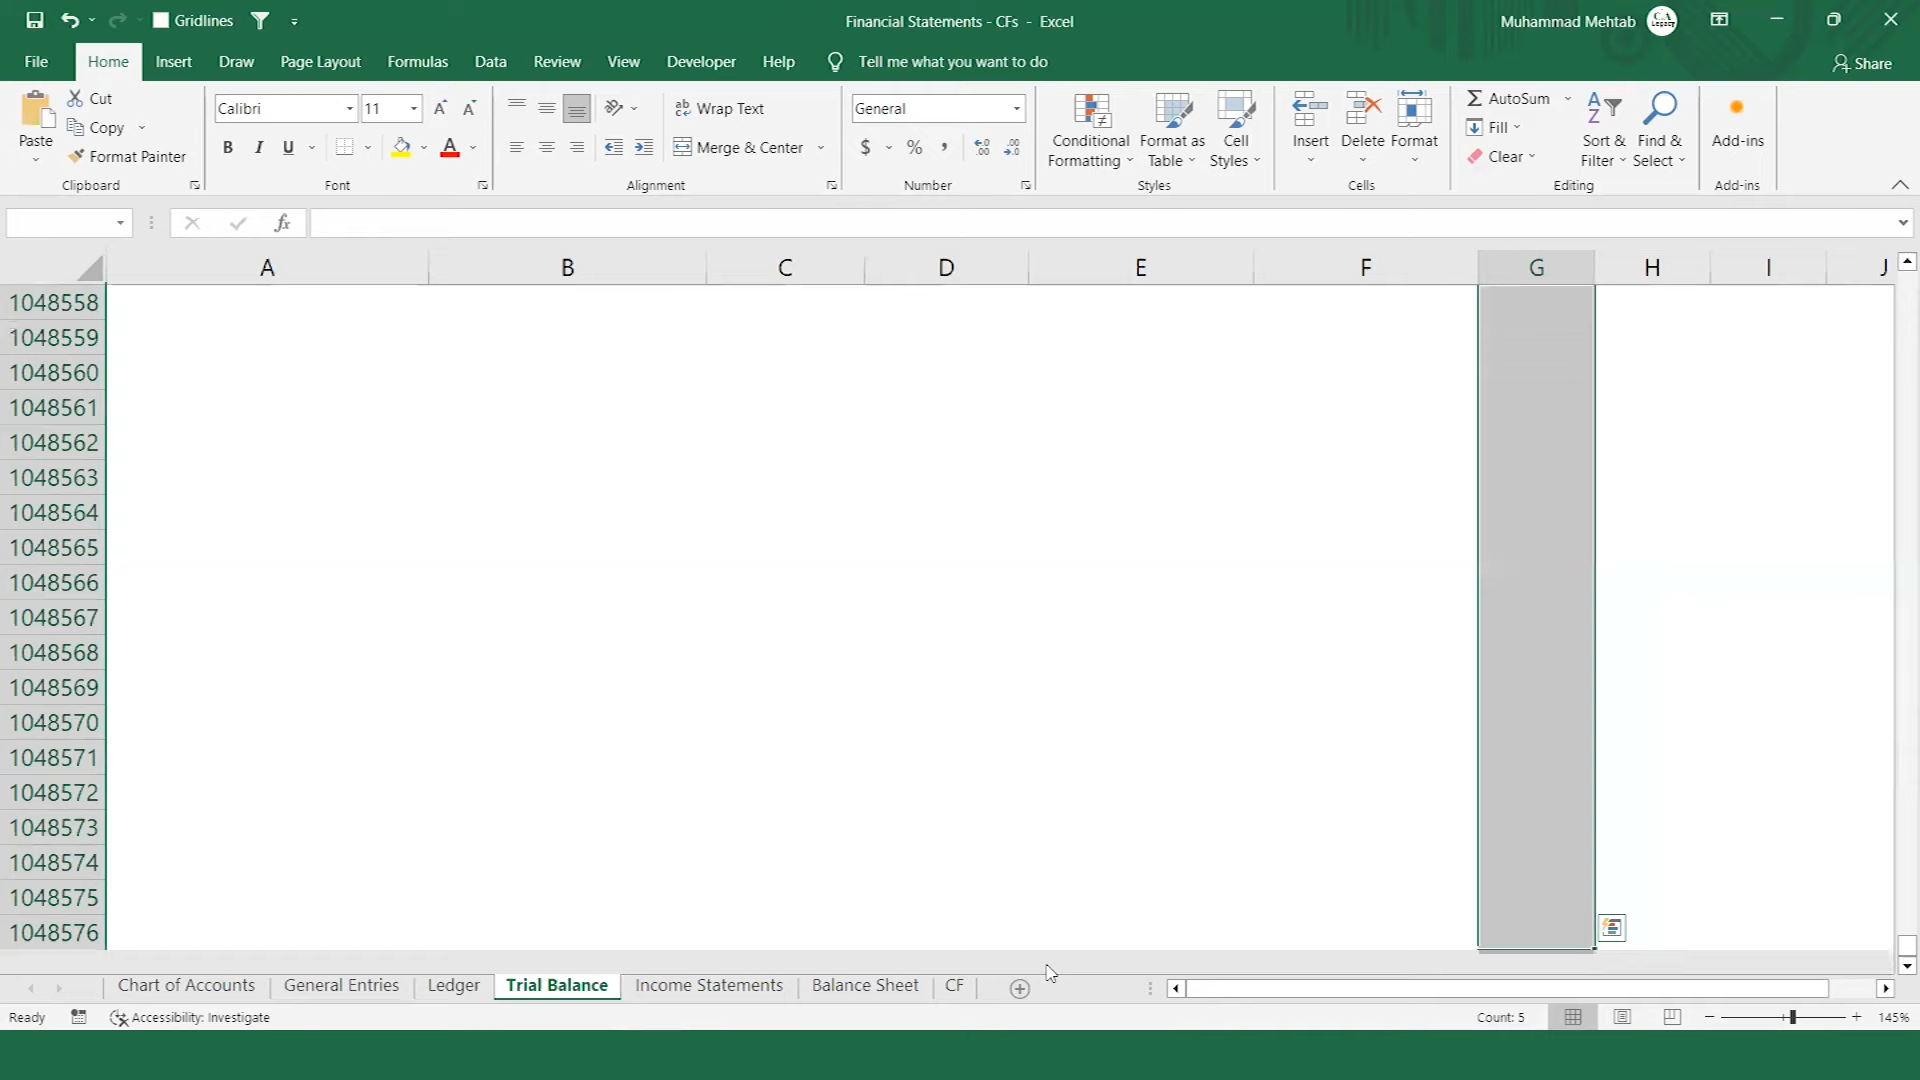 Gridlines
Financial Statements - CFs - Excel
Muhammad Mehtab
CA
Legacy
File Home Insert Draw Page Layout Formulas Data Review View Developer Help Tell me what you want to do
Share
Paste
Cut
Copy
Format Painter
Clipboard
Calibri 11
B I U
Font
Wrap Text
Merge & Center
Alignment
General
$ % ,
Number
Conditional Formatting
Format as Table
Cell Styles
Styles
Insert Delete Format
Cells
AutoSum
Fill
Clear
Sort & Filter
Find & Select
Editing
Add-ins
Add-ins
fx
A B C D E F G H I J
1048558
1048559
1048560
1048561
1048562
1048563
1048564
1048565
1048566
1048567
1048568
1048569
1048570
1048571
1048572
1048573
1048574
1048575
1048576
Chart of Accounts General Entries Ledger Trial Balance Income Statements Balance Sheet CF
Ready Accessibility: Investigate Count: 5 145%